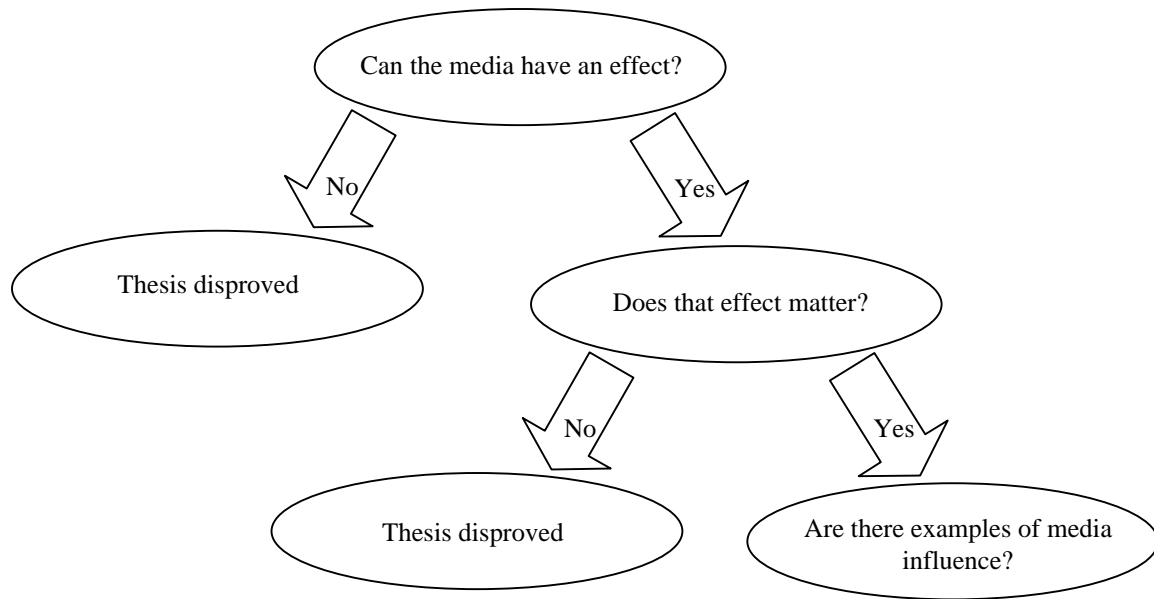 Can the media have an effect?
No
Yes
Thesis disproved
Does that effect matter?
No
Yes
Thesis disproved
Are there examples of media
influence?